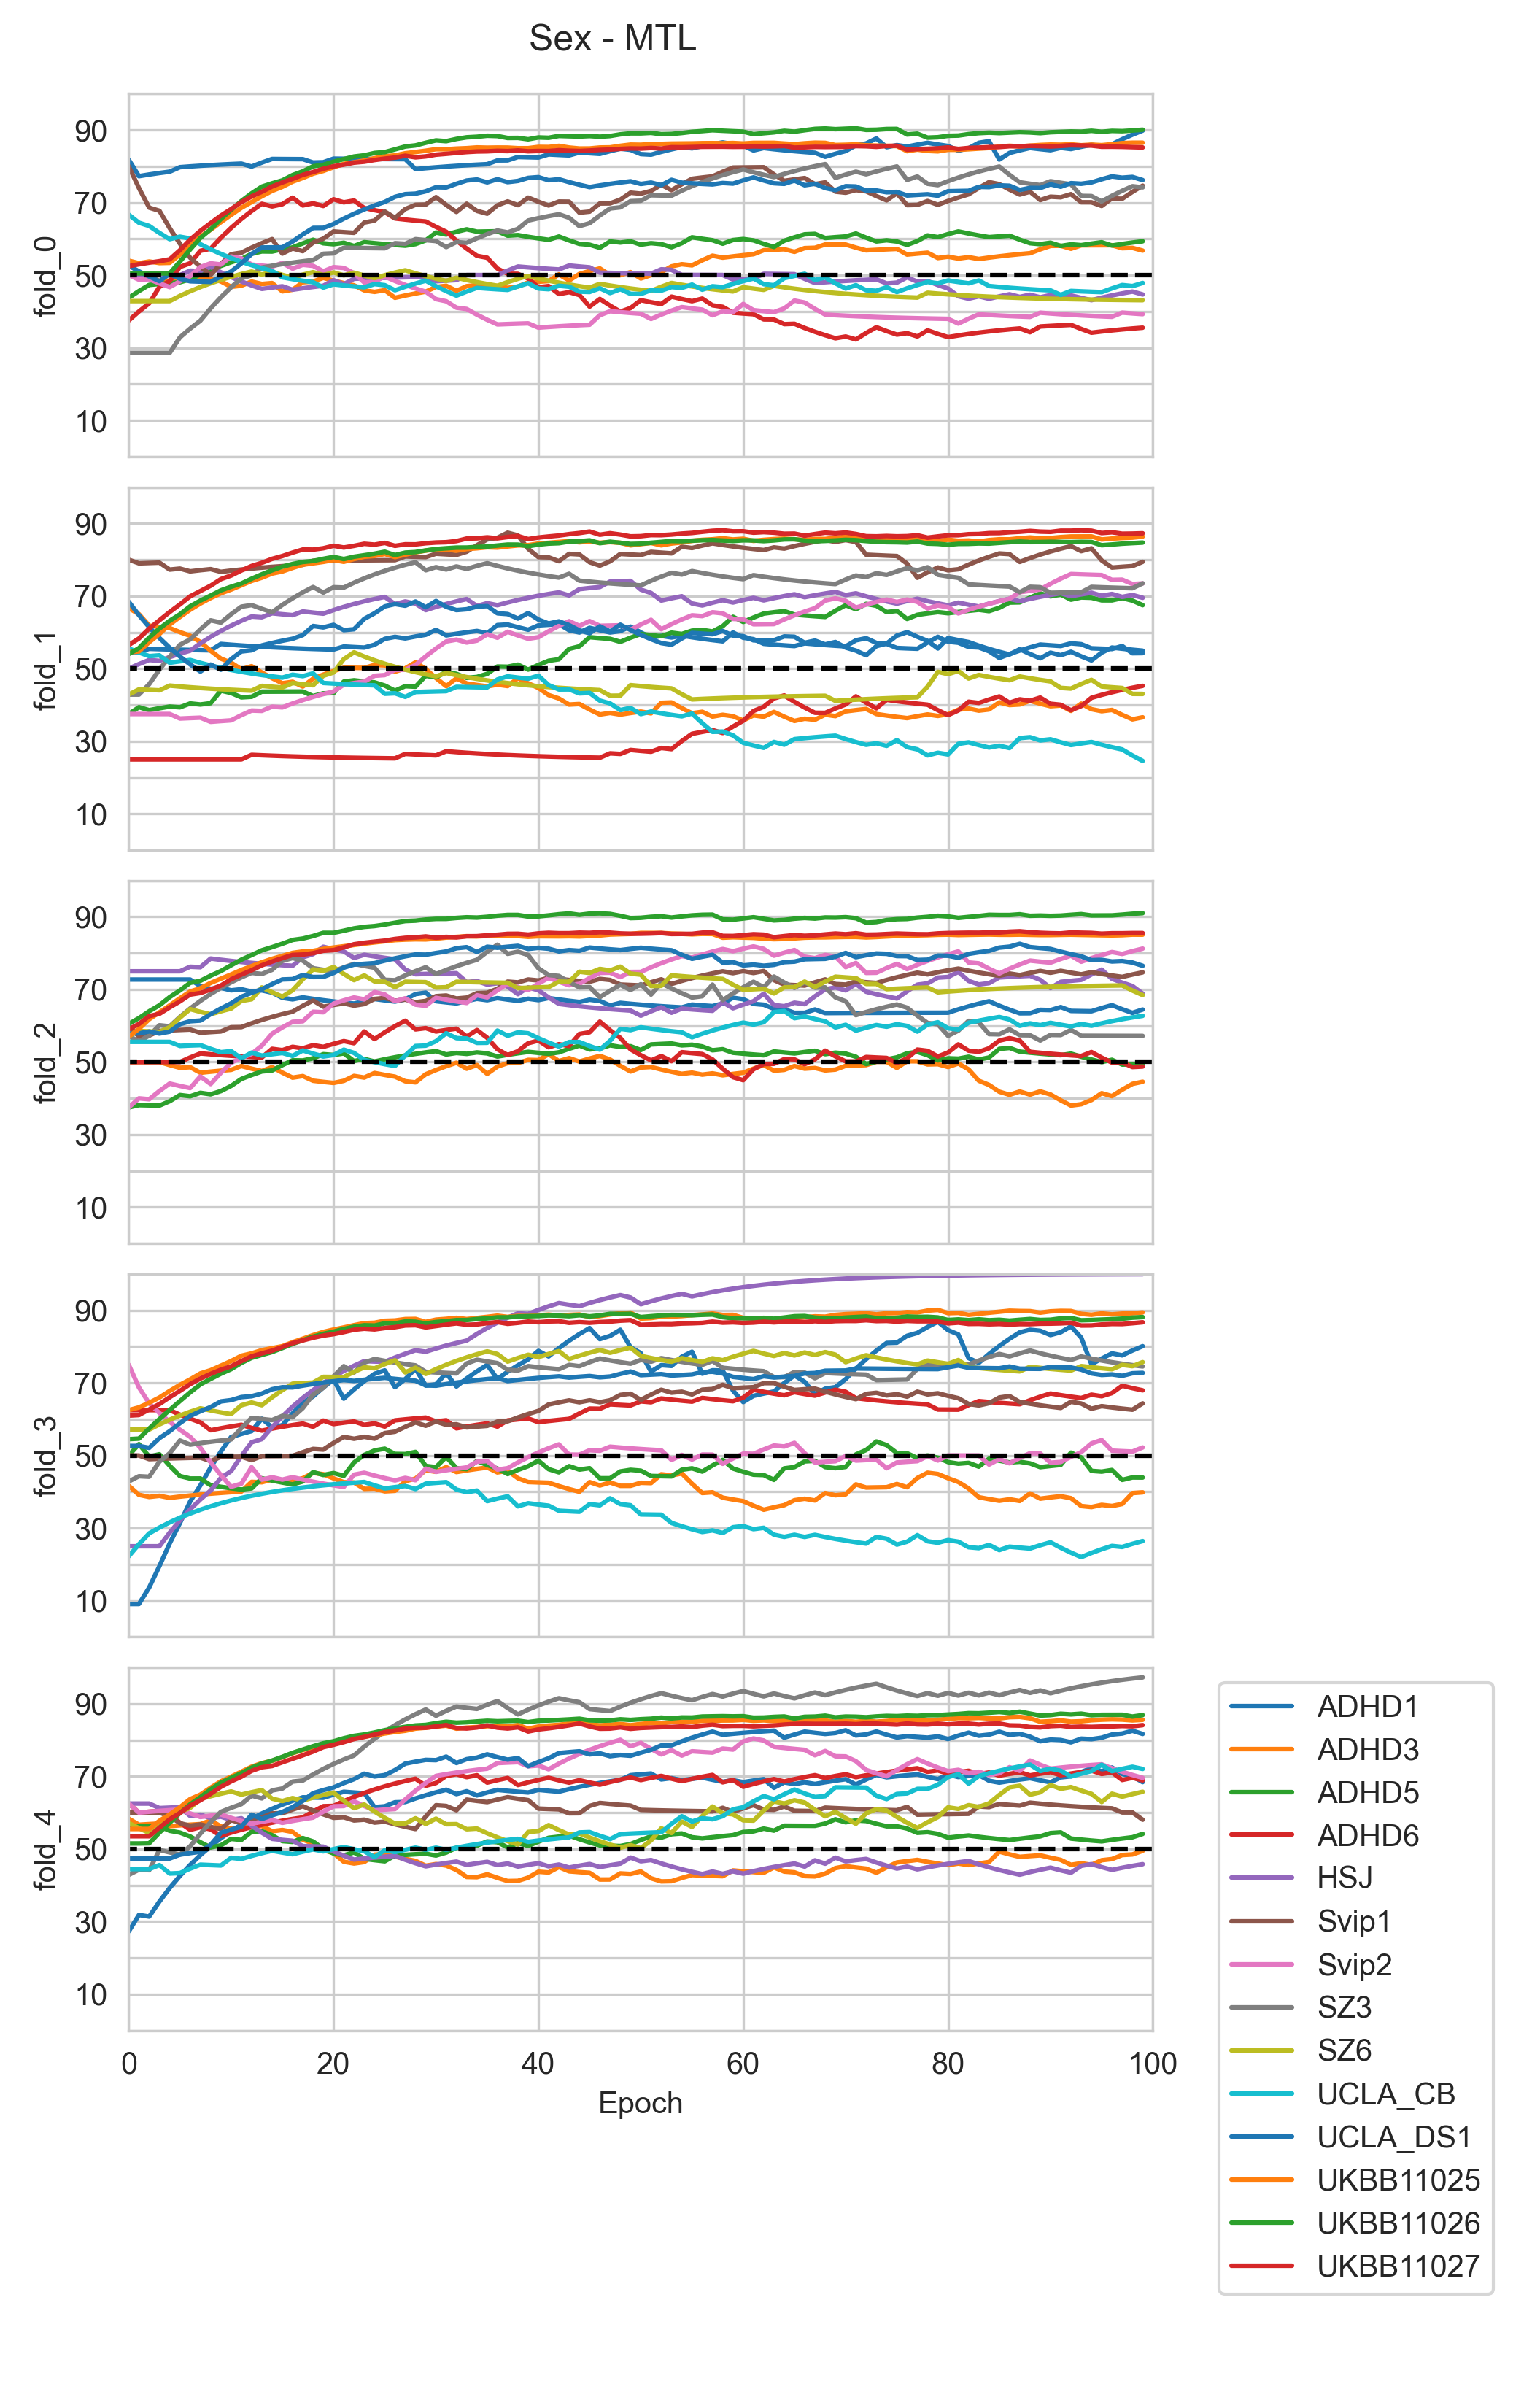 Sex - MTL
90
70
50
30
10
fold_0
90
70
50
30
10
fold_1
90
70
50
30
10
fold_2
90
70
50
30
10
fold_3
90
70
50
30
10
fold_4
0 20 40 60 80 100
Epoch
ADHD1
ADHD3
ADHD5
ADHD6
HSJ
Svip1
Svip2
SZ3
SZ6
UCLA_CB
UCLA_DS1
UKBB11025
UKBB11026
UKBB11027